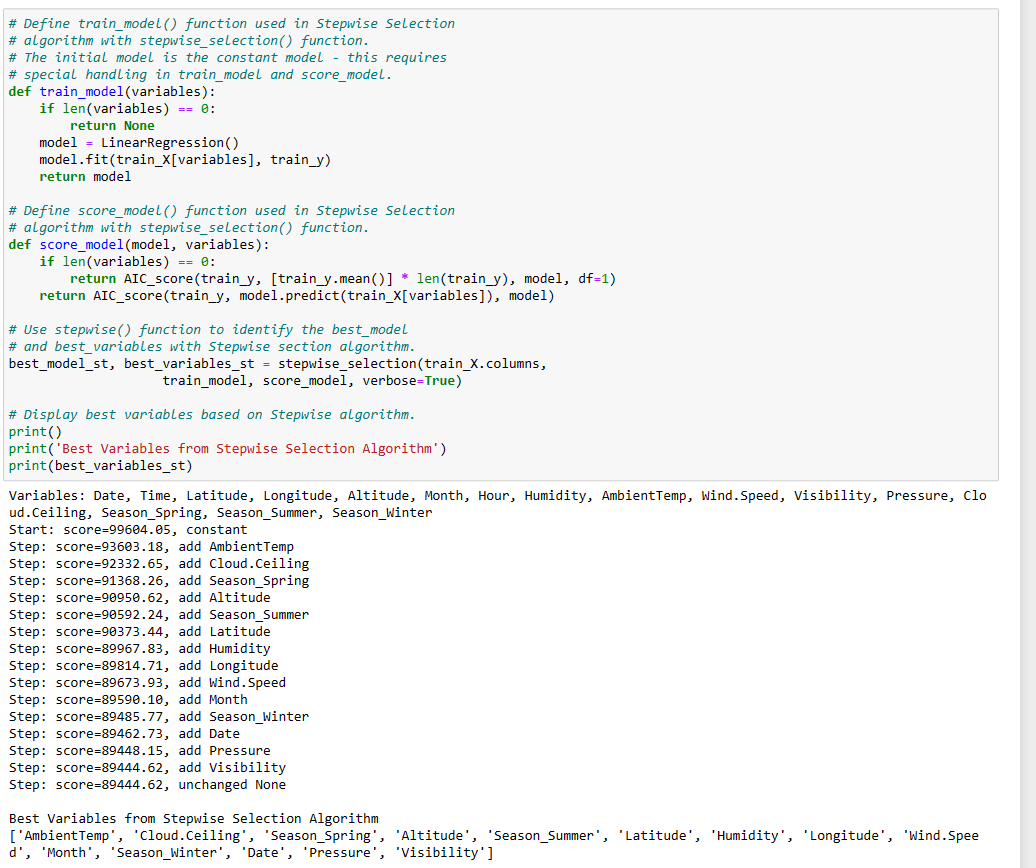 # Define train_model() function used in Stepwise Selection
# algorithm with stepwise_selection() function.
# The initial model is the constant model - this requires
# special handling in train_model and score_model.
def train_model(variables):
    if len(variables) == 0:
        return None
    model = LinearRegression()
    model.fit(train_X[variables], train_y)
    return model

# Define score_model() function used in Stepwise Selection
# algorithm with stepwise_selection() function.
def score_model(model, variables):
    if len(variables) == 0:
        return AIC_score(train_y, [train_y.mean()] * len(train_y), model, df=1)
    return AIC_score(train_y, model.predict(train_X[variables]), model)

# Use stepwise() function to identify the best_model
# and best_variables with Stepwise section algorithm.
best_model_st, best_variables_st = stepwise_selection(train_X.columns,
                    train_model, score_model, verbose=True)

# Display best variables based on Stepwise algorithm.
print()
print('Best Variables from Stepwise Selection Algorithm')
print(best_variables_st)

Variables: Date, Time, Latitude, Longitude, Altitude, Month, Hour, Humidity, AmbientTemp, Wind.Speed, Visibility, Pressure, Clo
ud.Ceiling, Season_Spring, Season_Summer, Season_Winter
Start: score=99604.05, constant
Step: score=93603.18, add AmbientTemp
Step: score=92332.65, add Cloud.Ceiling
Step: score=91368.26, add Season_Spring
Step: score=90950.62, add Altitude
Step: score=90592.24, add Season_Summer
Step: score=90373.44, add Latitude
Step: score=89967.83, add Humidity
Step: score=89814.71, add Longitude
Step: score=89673.93, add Wind.Speed
Step: score=89590.10, add Month
Step: score=89485.77, add Season_Winter
Step: score=89462.73, add Date
Step: score=89448.15, add Pressure
Step: score=89444.62, add Visibility
Step: score=89444.62, unchanged None

Best Variables from Stepwise Selection Algorithm
['AmbientTemp', 'Cloud.Ceiling', 'Season_Spring', 'Altitude', 'Season_Summer', 'Latitude', 'Humidity', 'Longitude', 'Wind.Spee
d', 'Month', 'Season_Winter', 'Date', 'Pressure', 'Visibility']